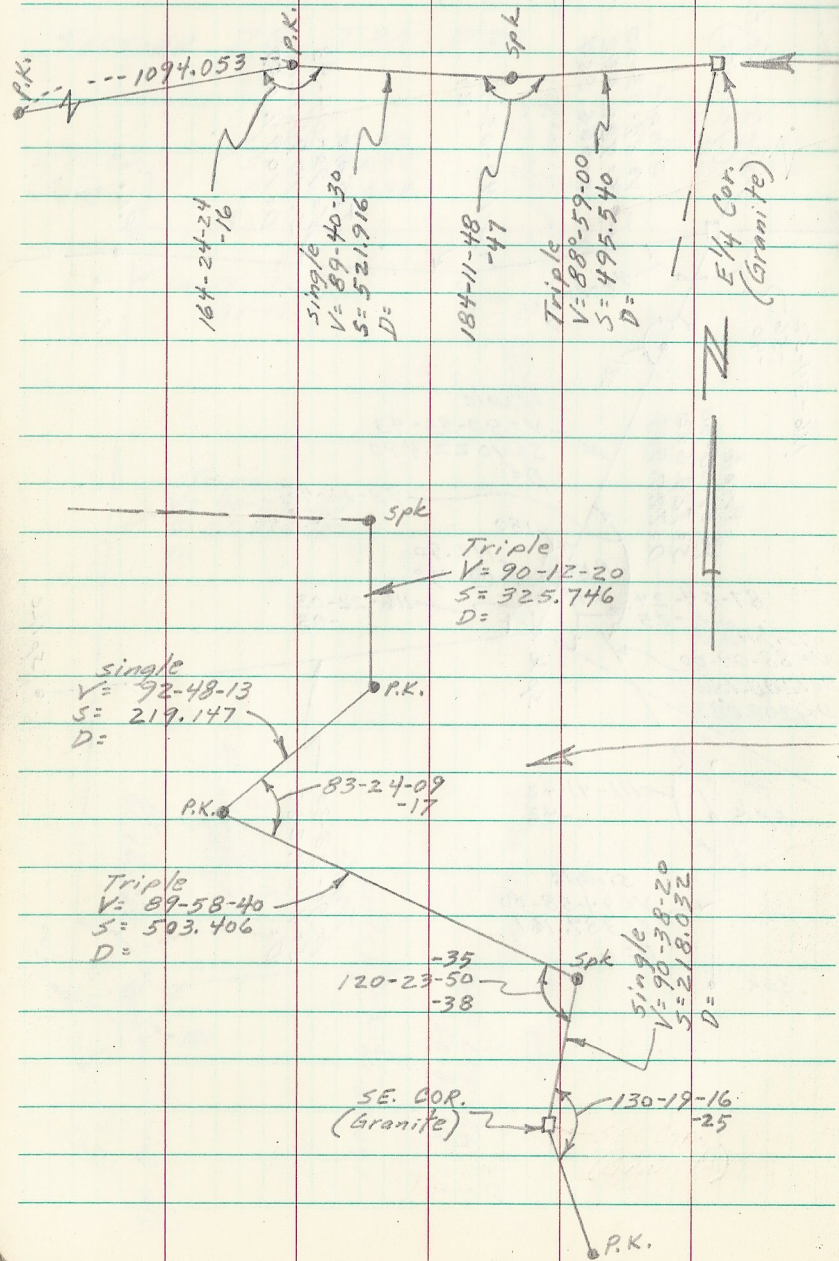 P.K.
1094.053
P.K.
Spk
164-24-24
-16
Single
V= 89-40-30
S= 521.916
D=
184-11-48
-47
Triple
V= 88°-59-00
S= 495.540
D=
E 1/4 Cor.
(Granite)
N
Spk
Triple
V= 90-12-20
S= 325.746
D=
Single
V= 92-48-13
S= 219.147
D=
P.K.
P.K.
83-24-09
-17
Triple
V= 89-58-40
S= 503.406
D=
-35
120-23-50
-38
Spk
Single
V= 90-38-20
S= 218.032
D=
SE. COR.
(Granite)
130-19-16
-25
P.K.